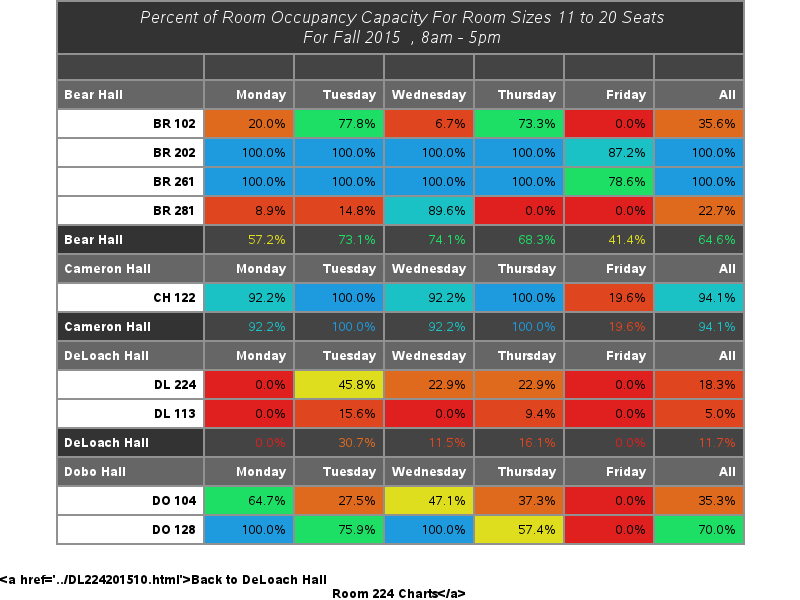 Percent of Room Occupancy Capacity For Room Sizes 11 to 20 Seats
For Fall 2015 , 8am - 5pm
Bear Hall Monday Tuesday Wednesday Thursday Friday All
BR 102 20.0% 77.8% 6.7% 73.3% 0.0% 35.6%
BR 202 100.0% 100.0% 100.0% 100.0% 87.2% 100.0%
BR 261 100.0% 100.0% 100.0% 100.0% 78.6% 100.0%
BR 281 8.9% 14.8% 89.6% 0.0% 0.0% 22.7%
Bear Hall 57.2% 73.1% 74.1% 68.3% 41.4% 64.6%
Cameron Hall Monday Tuesday Wednesday Thursday Friday All
CH 122 92.2% 100.0% 92.2% 100.0% 19.6% 94.1%
Cameron Hall 92.2% 100.0% 92.2% 100.0% 19.6% 94.1%
DeLoach Hall Monday Tuesday Wednesday Thursday Friday All
DL 224 0.0% 45.8% 22.9% 22.9% 0.0% 18.3%
DL 113 0.0% 15.6% 0.0% 9.4% 0.0% 5.0%
DeLoach Hall 0.0% 30.7% 11.5% 16.1% 0.0% 11.7%
Dobo Hall Monday Tuesday Wednesday Thursday Friday All
DO 104 64.7% 27.5% 47.1% 37.3% 0.0% 35.3%
DO 128 100.0% 75.9% 100.0% 57.4% 0.0% 70.0%
<a href='../DL224201510.html'>Back to DeLoach Hall
Room 224 Charts</a>